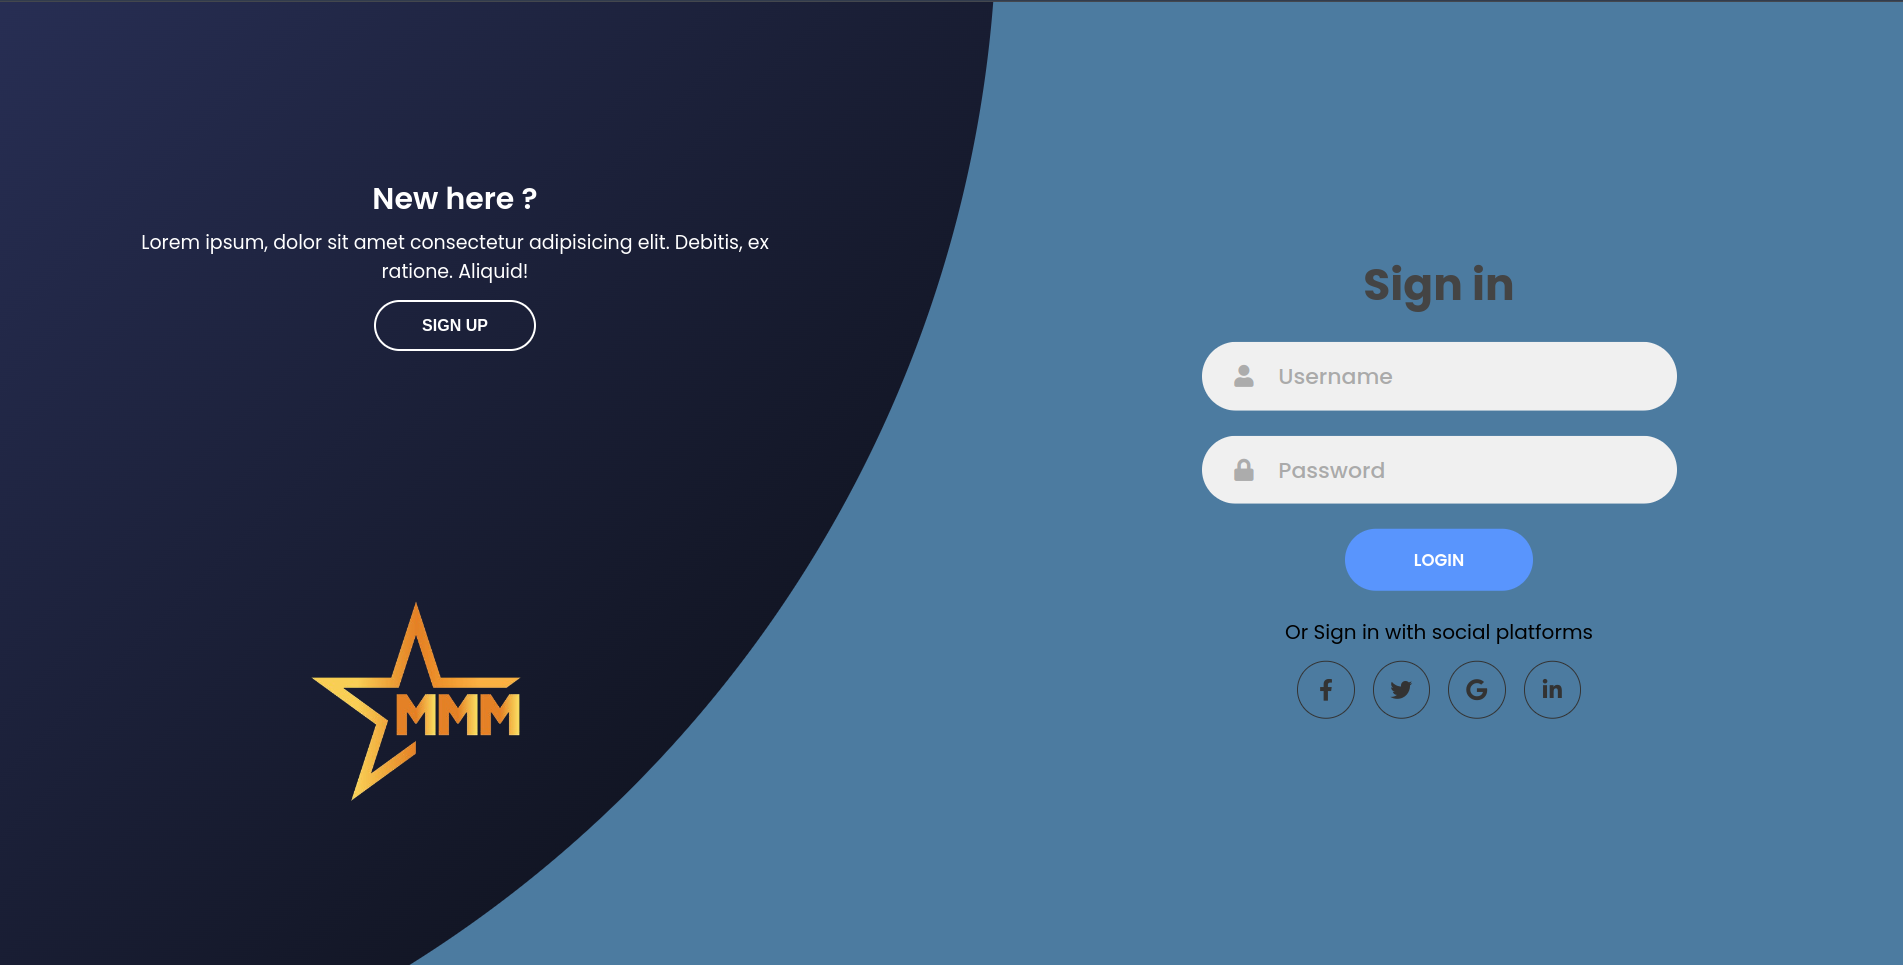 New here ?
Lorem ipsum, dolor sit amet consectetur adipisicing elit. Debitis, ex
ratione. Aliquid!
SIGN UP
MMM
Sign in
Username
Password
LOGIN
Or Sign in with social platforms